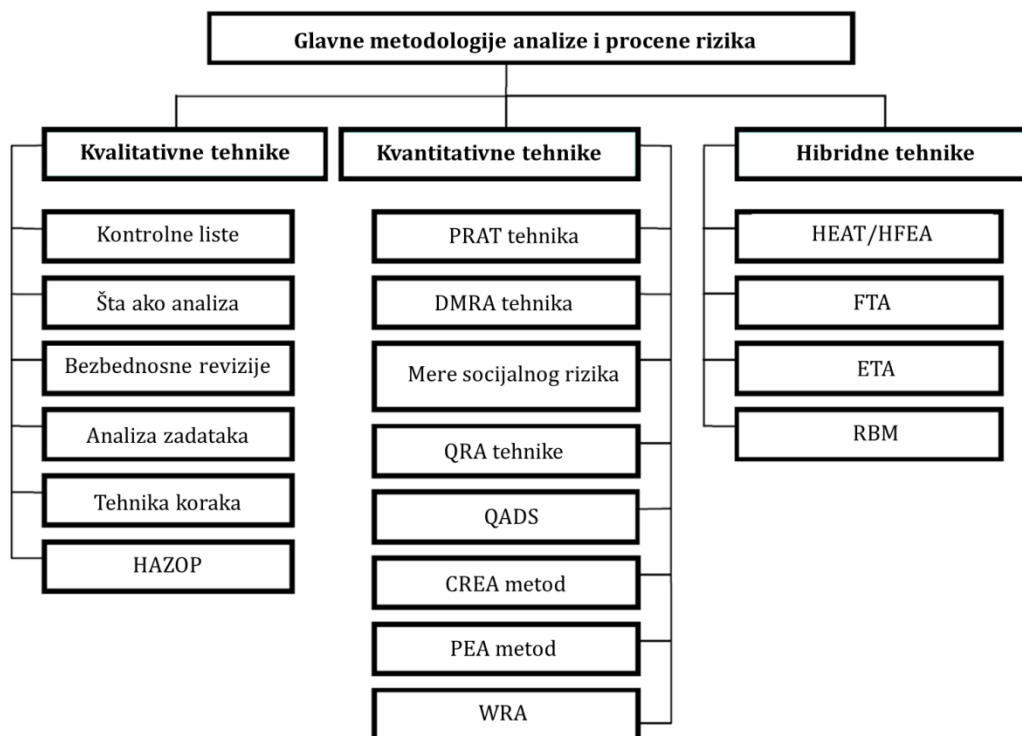 Glavne metodologije analize i procene rizika
Kvalitativne tehnike
Kontrolne liste
Šta ako analiza
Bezbednosne revizije
Analiza zadataka
Tehnika koraka
HAZOP
Kvantitativne tehnike
PRAT tehnika
DMRA tehnika
Mere socijalnog rizika
QRA tehnike
QADS
CREA metod
PEA metod
WRA
Hibridne tehnike
HEAT/HFEA
FTA
ETA
RBM